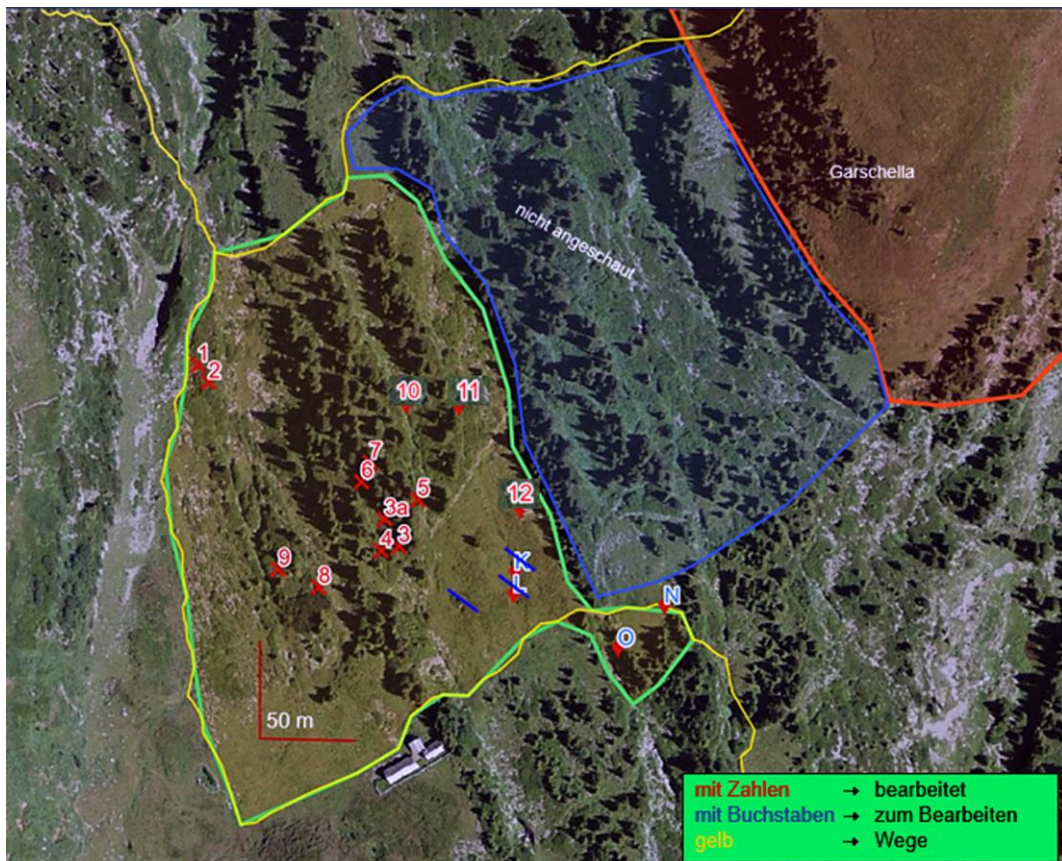 Garschella
nicht angeschaut
1
2
10
11
7
6
5
12
3a
4
3
9
8
K
L
N
O
50 m
mit Zahlen → bearbeitet
mit Buchstaben → zum Bearbeiten
gelb → Wege